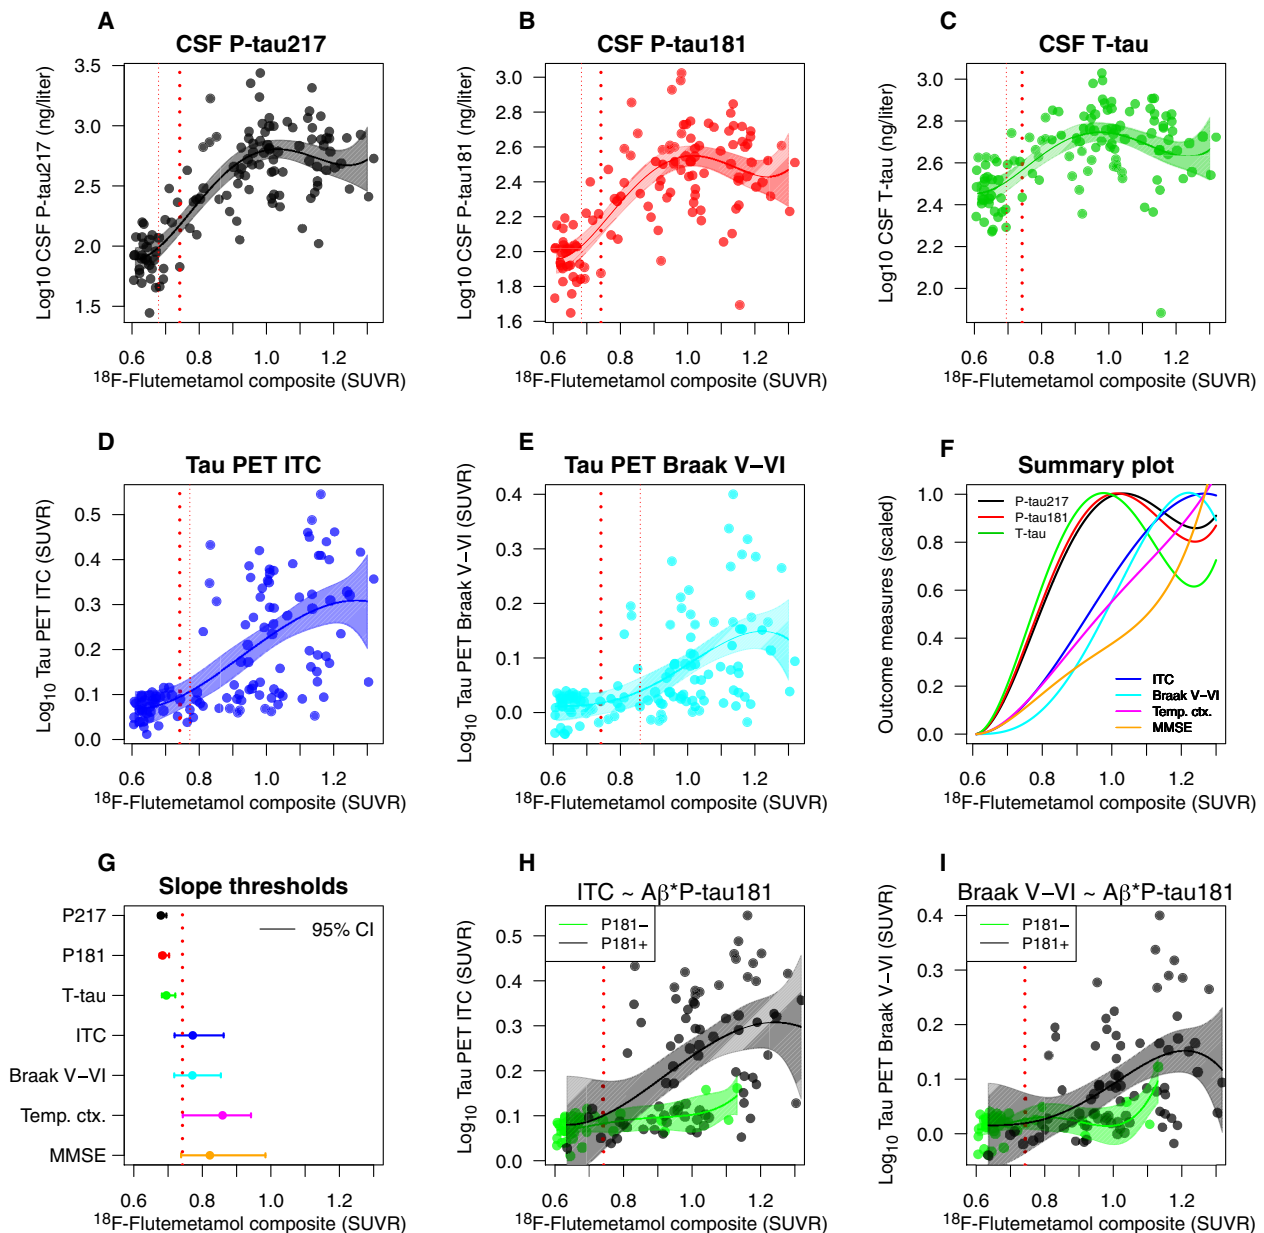 A
CSF P-tau217
Log10 CSF P-tau217 (ng/liter)
3.5
3.0
2.5
2.0
1.5
0.6 0.8 1.0 1.2
18F-Flutemetamol composite (SUVR)
B
CSF P-tau181
Log10 CSF P-tau181 (ng/liter)
3.0
2.8
2.6
2.4
2.2
2.0
1.8
1.6
0.6 0.8 1.0 1.2
18F-Flutemetamol composite (SUVR)
C
CSF T-tau
Log10 CSF T-tau (ng/liter)
3.0
2.8
2.6
2.4
2.2
2.0
0.6 0.8 1.0 1.2
18F-Flutemetamol composite (SUVR)
D
Tau PET ITC
Log10 Tau PET ITC (SUVR)
0.5
0.4
0.3
0.2
0.1
0.0
0.6 0.8 1.0 1.2
18F-Flutemetamol composite (SUVR)
E
Tau PET Braak V−VI
Log10 Tau PET Braak V−VI (SUVR)
0.4
0.3
0.2
0.1
0.0
0.6 0.8 1.0 1.2
18F-Flutemetamol composite (SUVR)
F
Summary plot
Outcome measures (scaled)
1.0
0.8
0.6
0.4
0.2
0.0
P-tau217
P-tau181
T-tau
ITC
Braak V−VI
Temp. ctx.
MMSE
0.6 0.8 1.0 1.2
18F-Flutemetamol composite (SUVR)
G
Slope thresholds
P217
P181
T-tau
ITC
Braak V−VI
Temp. ctx.
MMSE
95% CI
0.6 0.8 1.0 1.2
18F-Flutemetamol composite (SUVR)
H
ITC ~ Aβ*P-tau181
Log10 Tau PET ITC (SUVR)
0.5
0.4
0.3
0.2
0.1
0.0
P181−
P181+
0.6 0.8 1.0 1.2
18F-Flutemetamol composite (SUVR)
I
Braak V−VI ~ Aβ*P-tau181
Log10 Tau PET Braak V−VI (SUVR)
0.4
0.3
0.2
0.1
0.0
P181−
P181+
0.6 0.8 1.0 1.2
18F-Flutemetamol composite (SUVR)